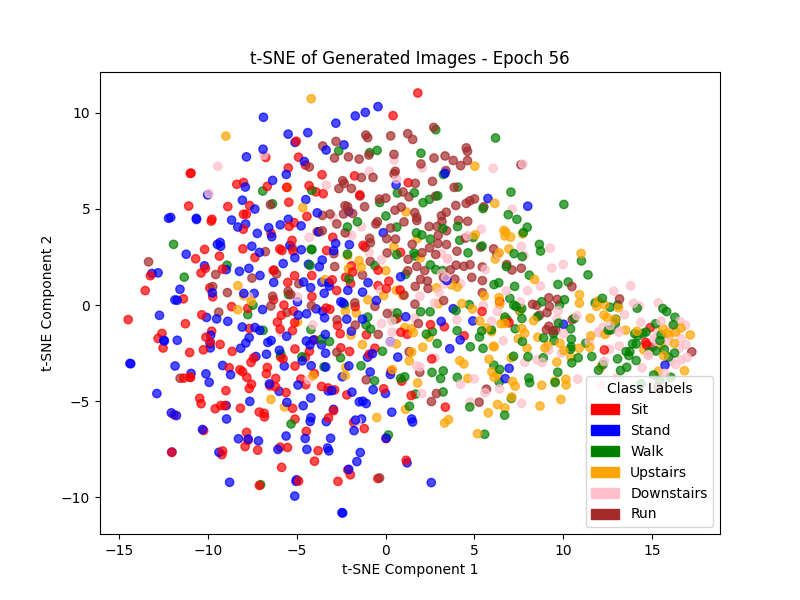 t-SNE of Generated Images - Epoch 56
10
5
0
−5
−10
t-SNE Component 2
−15
−10
−5
0
5
10
15
t-SNE Component 1
Class Labels
Sit
Stand
Walk
Upstairs
Downstairs
Run